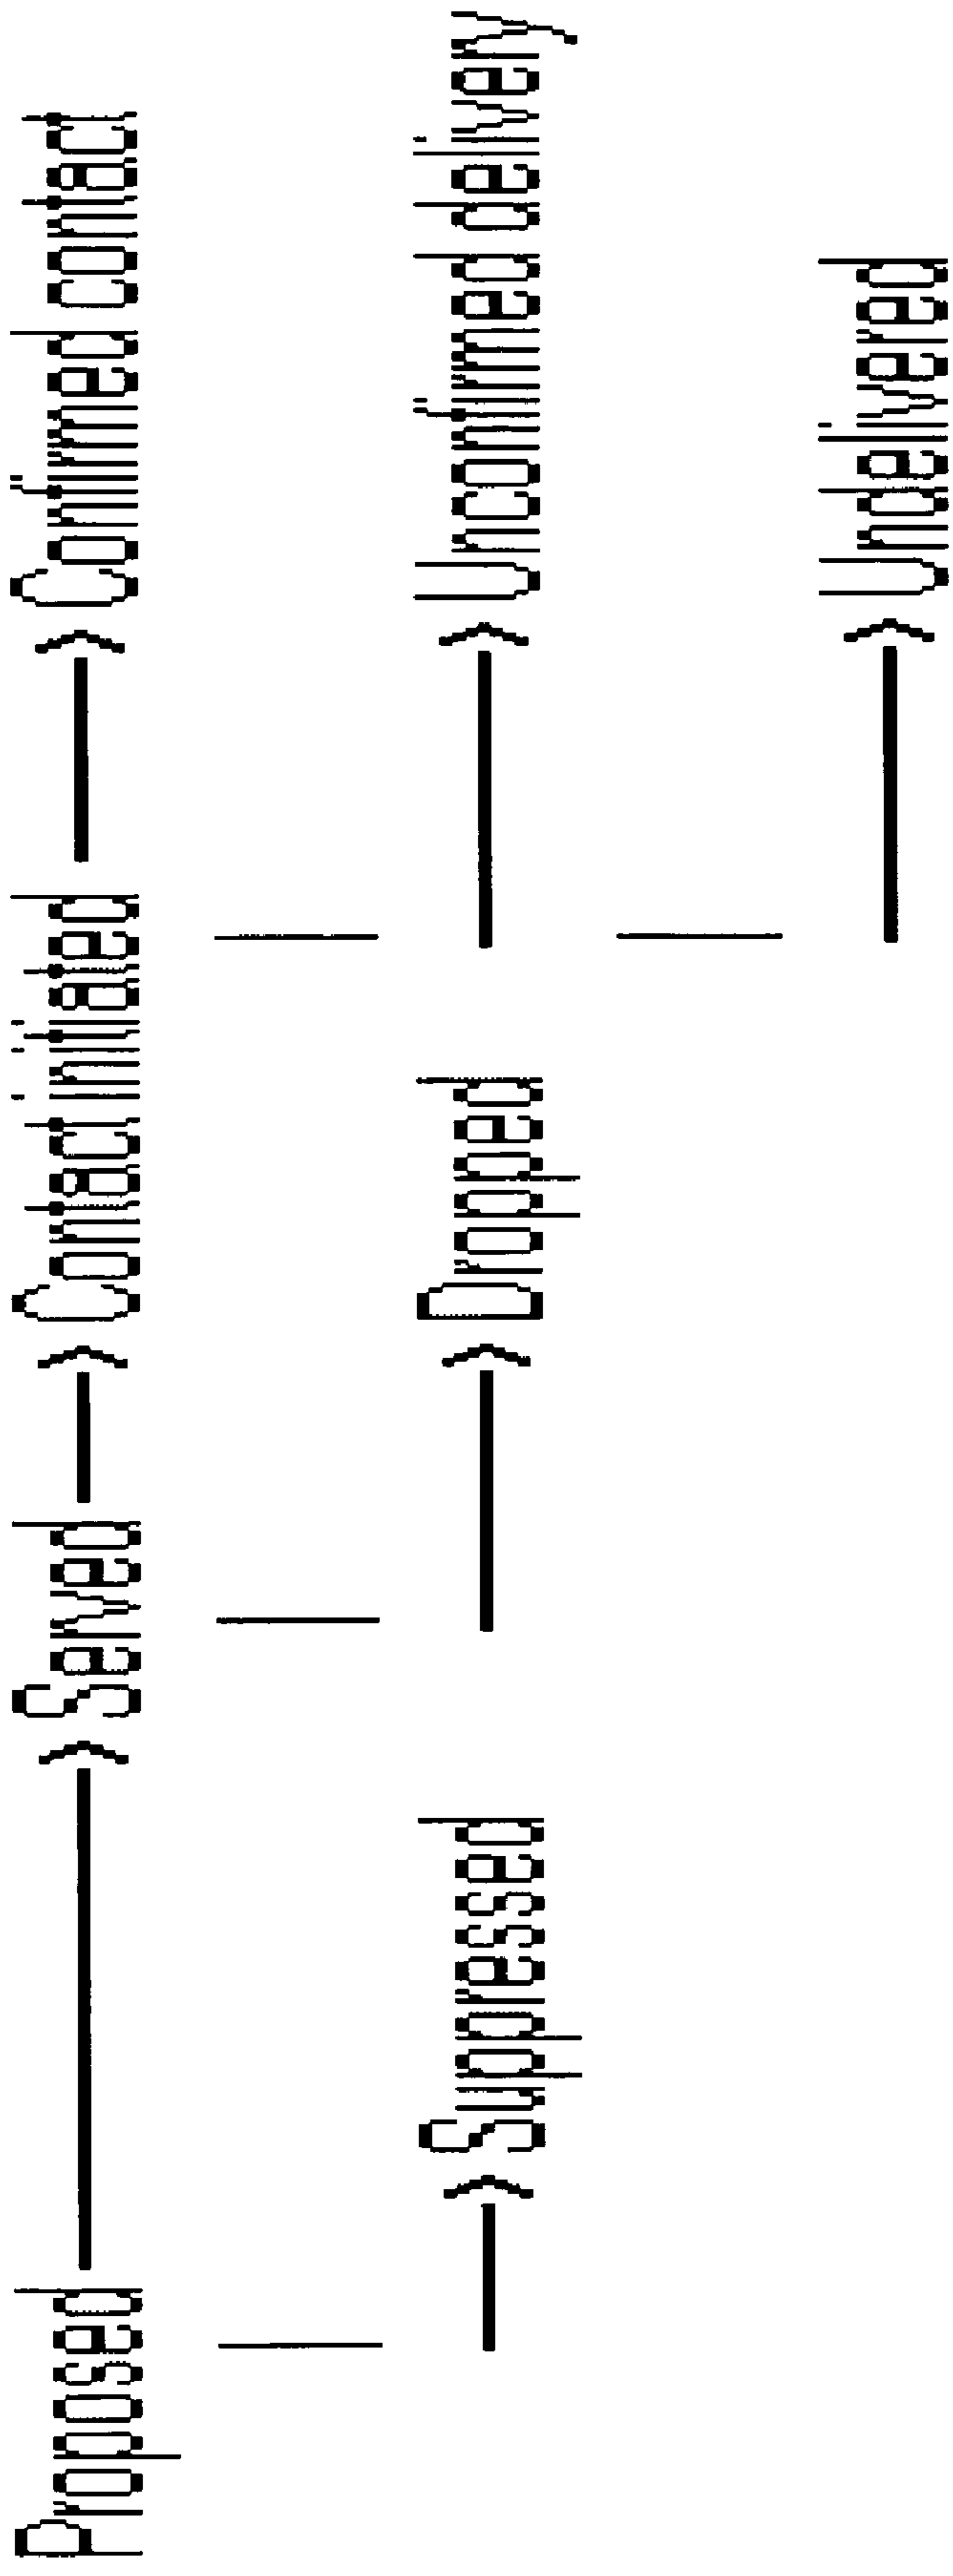 Proposed ——> Served —> Contact initiated ——> Confirmed contact
| | |
——> Suppressed ——> Dropped ——> Unconfirmed delivery
|
——> Undelivered